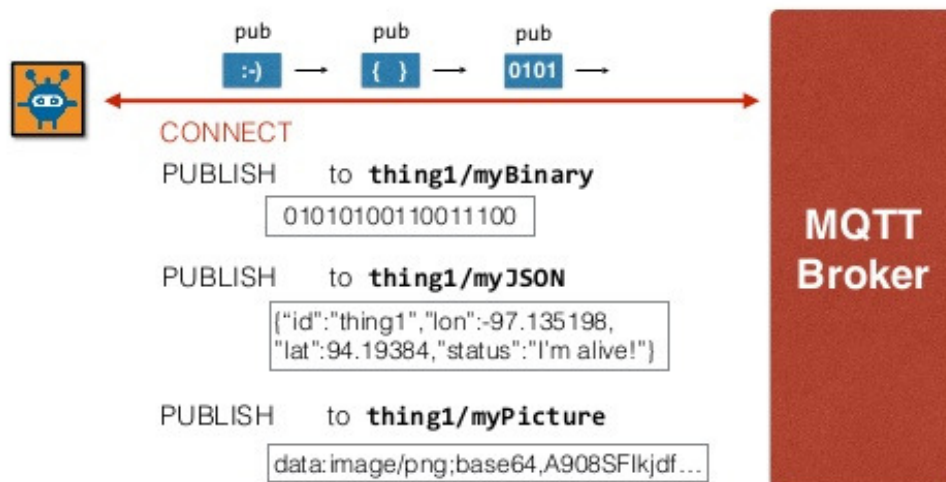 pub pub pub
:-) { } 0101
CONNECT
PUBLISH to thing1/myBinary
01010100110011100
PUBLISH to thing1/myJSON
{“id":"thing1","lon":-97.135198,
"lat":94.19384,"status":"I'm alive!"}
PUBLISH to thing1/myPicture
data:image/png;base64,A908SFIkjdf...
MQTT
Broker